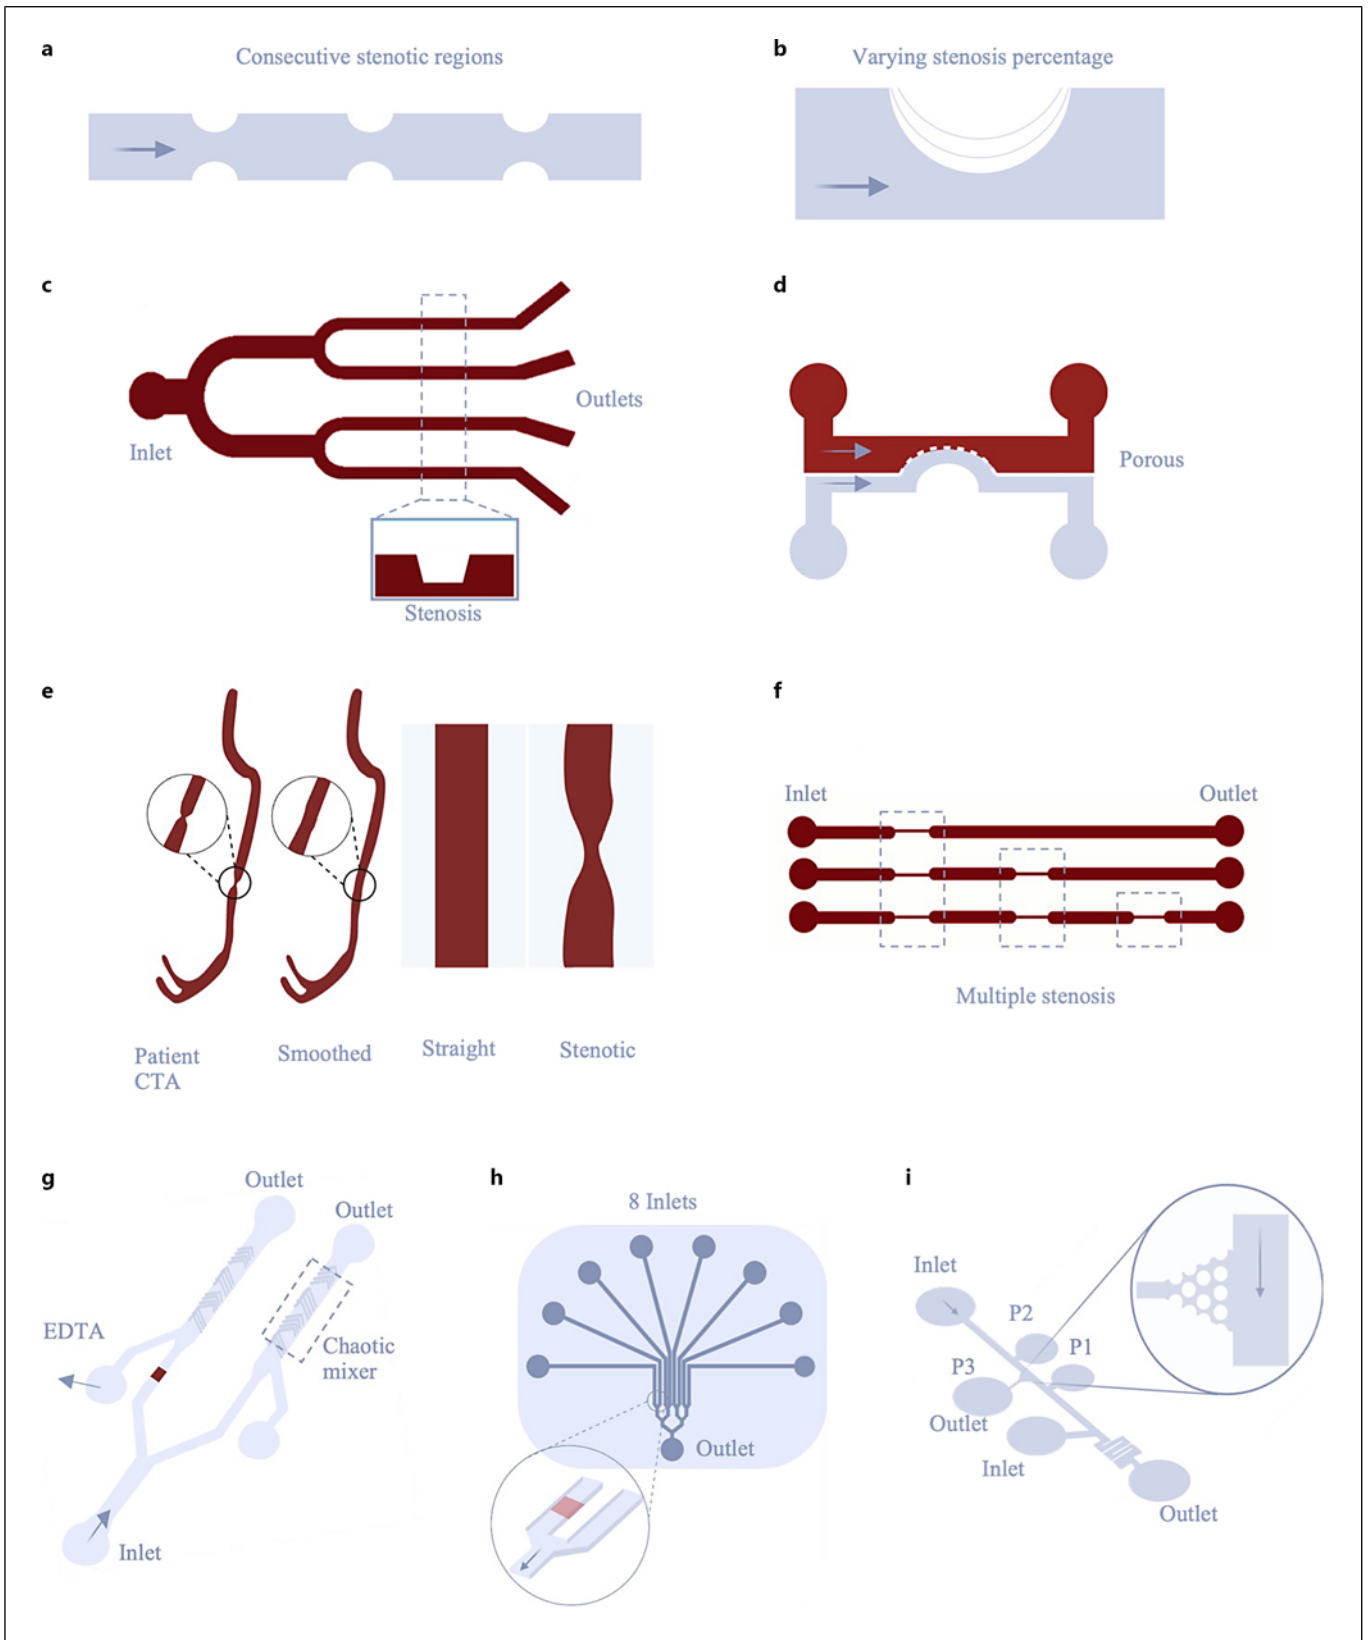 a
Consecutive stenotic regions
b
Varying stenosis percentage
c
Inlet
Outlets
Stenosis
d
Porous
e
Patient
CTA
Smoothed
Straight
Stenotic
f
Inlet
Outlet
Multiple stenosis
g
Outlet
Outlet
EDTA
Chaotic
mixer
Inlet
h
8 Inlets
Outlet
i
Inlet
P2
P1
P3
Outlet
Inlet
Outlet